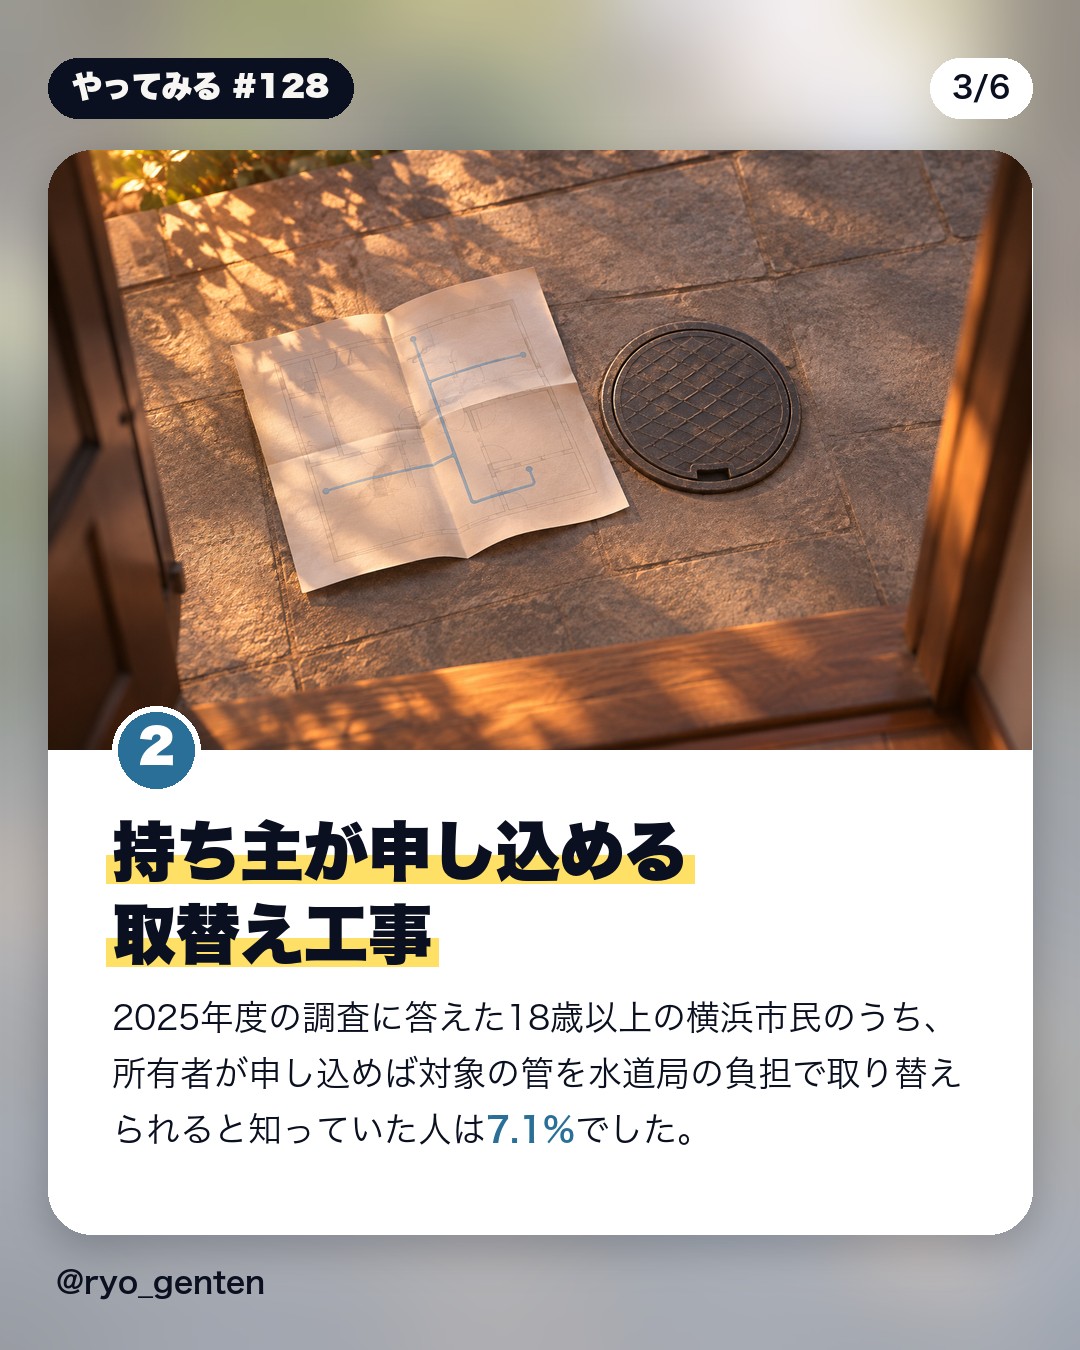 やってみる #128
3/6
2
持ち主が申し込める
取替え工事
2025年度の調査に答えた18歳以上の横浜市民のうち、
所有者が申し込めば対象の管を水道局の負担で取り替え
られると知っていた人は7.1%でした。
@ryo_genten